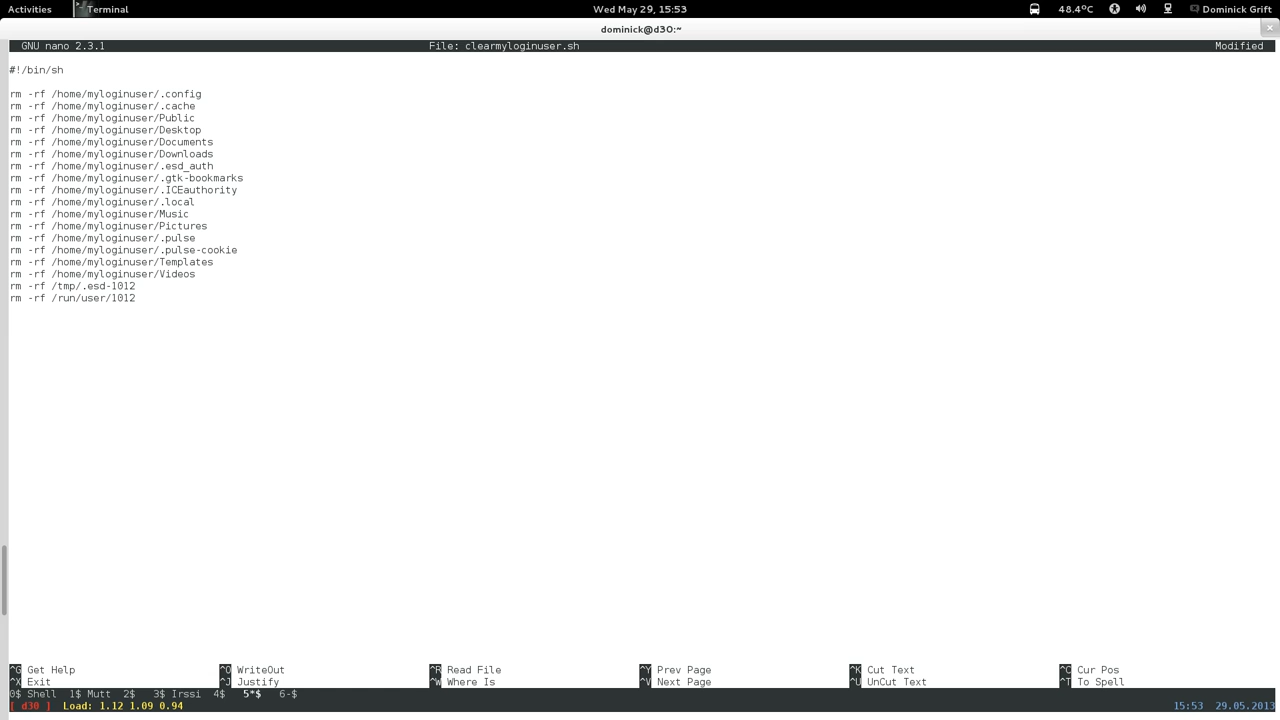 Activities Terminal Wed May 29, 15:53 48.4°C Dominick Grift
dominick@d30:~
GNU nano 2.3.1 File: clearmyloginuser.sh Modified
#!/bin/sh
rm -rf /home/myloginuser/.config
rm -rf /home/myloginuser/.cache
rm -rf /home/myloginuser/Public
rm -rf /home/myloginuser/Desktop
rm -rf /home/myloginuser/Documents
rm -rf /home/myloginuser/Downloads
rm -rf /home/myloginuser/.esd_auth
rm -rf /home/myloginuser/.gtk-bookmarks
rm -rf /home/myloginuser/.ICEauthority
rm -rf /home/myloginuser/.local
rm -rf /home/myloginuser/Music
rm -rf /home/myloginuser/Pictures
rm -rf /home/myloginuser/.pulse
rm -rf /home/myloginuser/.pulse-cookie
rm -rf /home/myloginuser/Templates
rm -rf /home/myloginuser/Videos
rm -rf /tmp/.esd-1012
rm -rf /run/user/1012
^G Get Help ^O WriteOut ^R Read File ^Y Prev Page ^K Cut Text ^C Cur Pos
^X Exit ^J Justify ^W Where Is ^V Next Page ^U UnCut Text ^T To Spell
0$ Shell 1$ Mutt 2$ 3$ Irssi 4$ 5*$ 6-$
[ d30 ] Load: 1.12 1.09 0.94 15:53 29.05.2013